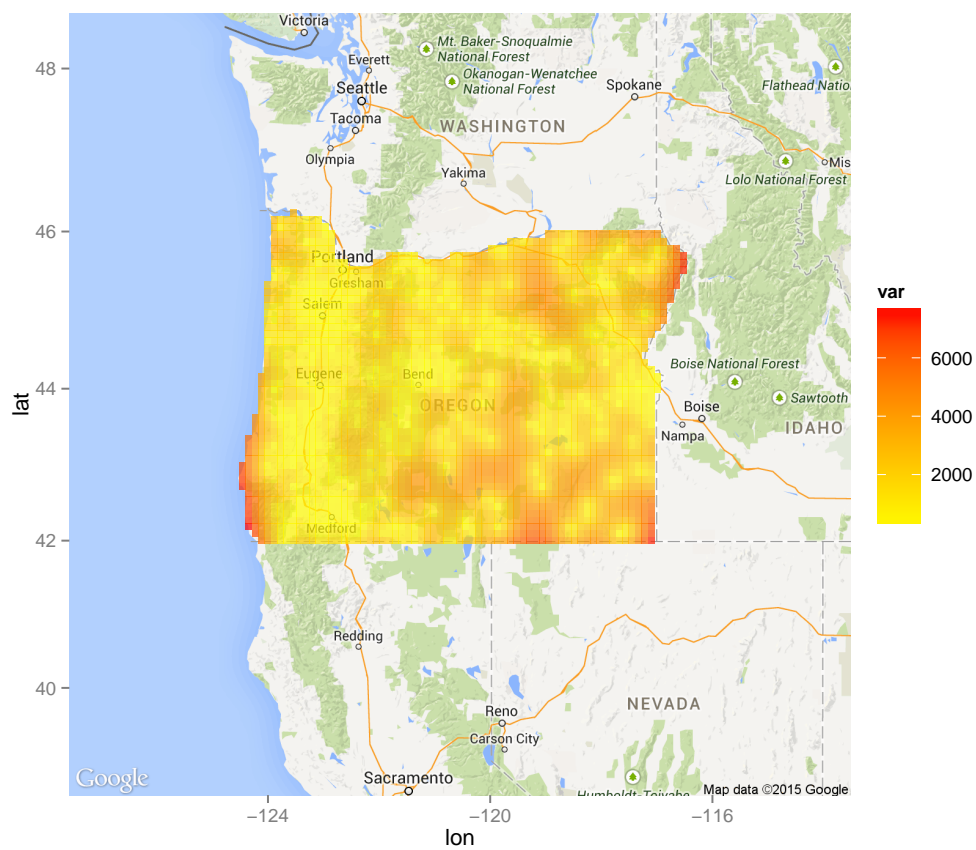 Victoria
Everett
Mt. Baker-Snoqualmie
National Forest
Okanogan-Wenatchee
National Forest
Seattle
Tacoma
Olympia
WASHINGTON
Spokane
Flathead Natio
Yakima
Mis
Lolo National Forest
Portland
Gresham
Salem
Eugene
Bend
OREGON
Medford
Boise National Forest
Sawtooth
Boise
Nampa
IDAHO
Redding
Reno
Carson City
NEVADA
Sacramento
Humboldt-Toiyabe
Google
Map data ©2015 Google
48
46
44
42
40
lat
−124
−120
−116
lon
var
6000
4000
2000